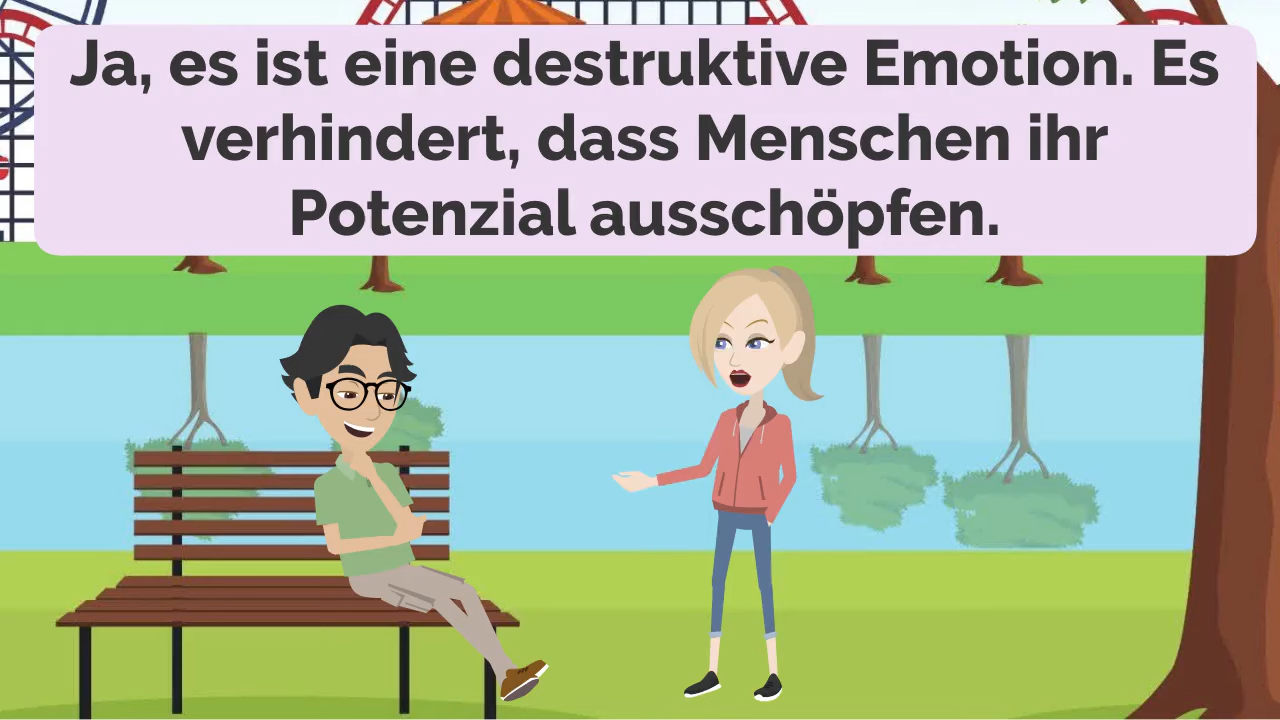 Ja, es ist eine destruktive Emotion. Es
verhindert, dass Menschen ihr
Potenzial ausschöpfen.